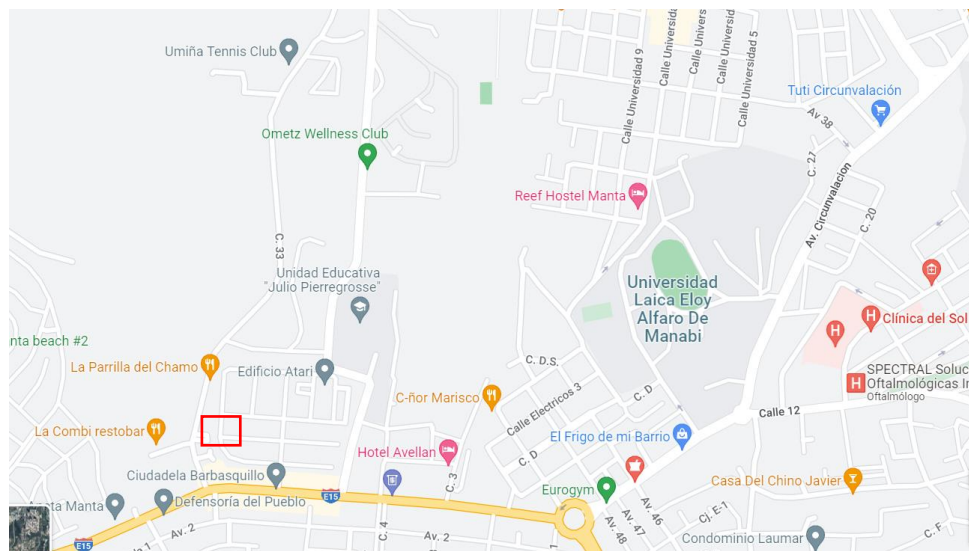 Umiña Tennis Club
Calle Universidad 9
Calle Universid
Calle Univers
Calle Universidad 5
Tuti Circunvalación
Av 38
Ometz Wellness Club
C. 27
Reef Hostel Manta
Av. Circunvalacion
C. 20
C. 33
Unidad Educativa
"Julio Pierregrosse"
Universidad
Laica Eloy
Alfaro De
Manabi
Clínica del Sol
nta beach #2
La Parrilla del Chamo
Edificio Atari
C. D.S.
SPECTRAL Soluc
Oftalmológicas In
Oftalmólogo
C-ñor Marisco
Calle Electricos 3
C. D
Calle 12
La Combi restobar
El Frigo de mi Barrio
Hotel Avellan
C. D
Ciudadela Barbasquillo
C. 3
Casa Del Chino Javier
Eurogym
E15
Defensoría del Pueblo
Av. 46
Av. 47
Av. 48
Cj. E-1
Av. 2
C. 4
Av. 2
Condominio Laumar
C. F
E15